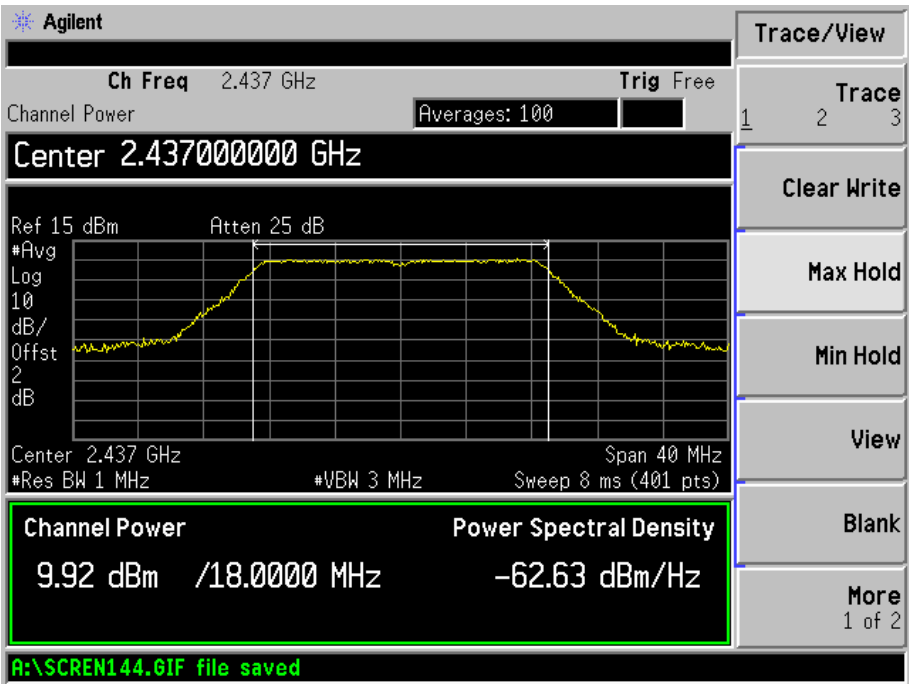 Agilent
Ch Freq 2.437 GHz Trig Free
Channel Power Averages: 100
Center 2.437000000 GHz
Ref 15 dBm Atten 25 dB
#Avg
Log
10
dB/
Offst
2
dB
Center 2.437 GHz Span 40 MHz
#Res BW 1 MHz #VBW 3 MHz Sweep 8 ms (401 pts)
Channel Power Power Spectral Density
9.92 dBm /18.0000 MHz -62.63 dBm/Hz
A:\SCREN144.GIF file saved
Trace/View
Trace
1 2 3
Clear Write
Max Hold
Min Hold
View
Blank
More
1 of 2